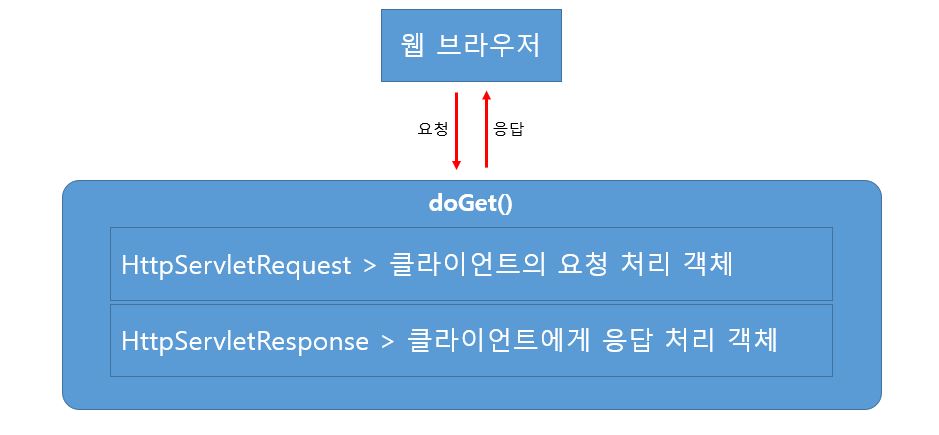 웹 브라우저
요청
응답
doGet()
HttpServletRequest > 클라이언트의 요청 처리 객체
HttpServletResponse > 클라이언트에게 응답 처리 객체